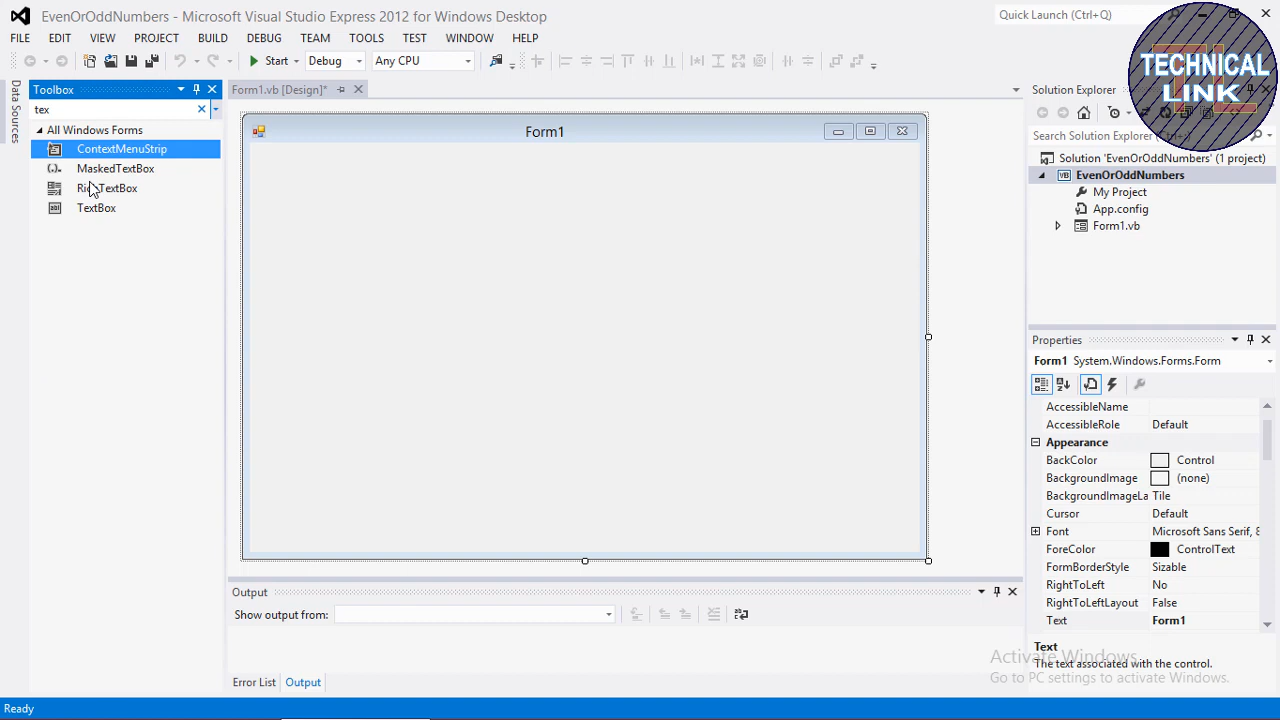 EvenOrOddNumbers - Microsoft Visual Studio Express 2012 for Windows Desktop
Quick Launch (Ctrl+Q)
FILE EDIT VIEW PROJECT BUILD DEBUG TEAM TOOLS TEST WINDOW HELP
Start Debug Any CPU
TECHNICAL
LINK
Data Sources
Toolbox
tex
All Windows Forms
ContextMenuStrip
MaskedTextBox
TextBox
Form1.vb [Design]*
Form1
Solution Explorer
Search Solution Explorer
Solution 'EvenOrOddNumbers' (1 project)
EvenOrOddNumbers
My Project
App.config
Form1.vb
Properties
Form1 System.Windows.Forms.Form
AccessibleName
AccessibleRole Default
Appearance
BackColor Control
BackgroundImage (none)
BackgroundImageLa Tile
Cursor Default
Font Microsoft Sans Serif, 8
ForeColor ControlText
FormBorderStyle Sizable
RightToLeft No
RightToLeftLayout False
Text Form1
Text
The text associated with the control.
Activate Windows
Go to PC settings to activate Windows.
Output
Show output from:
Error List Output
Ready